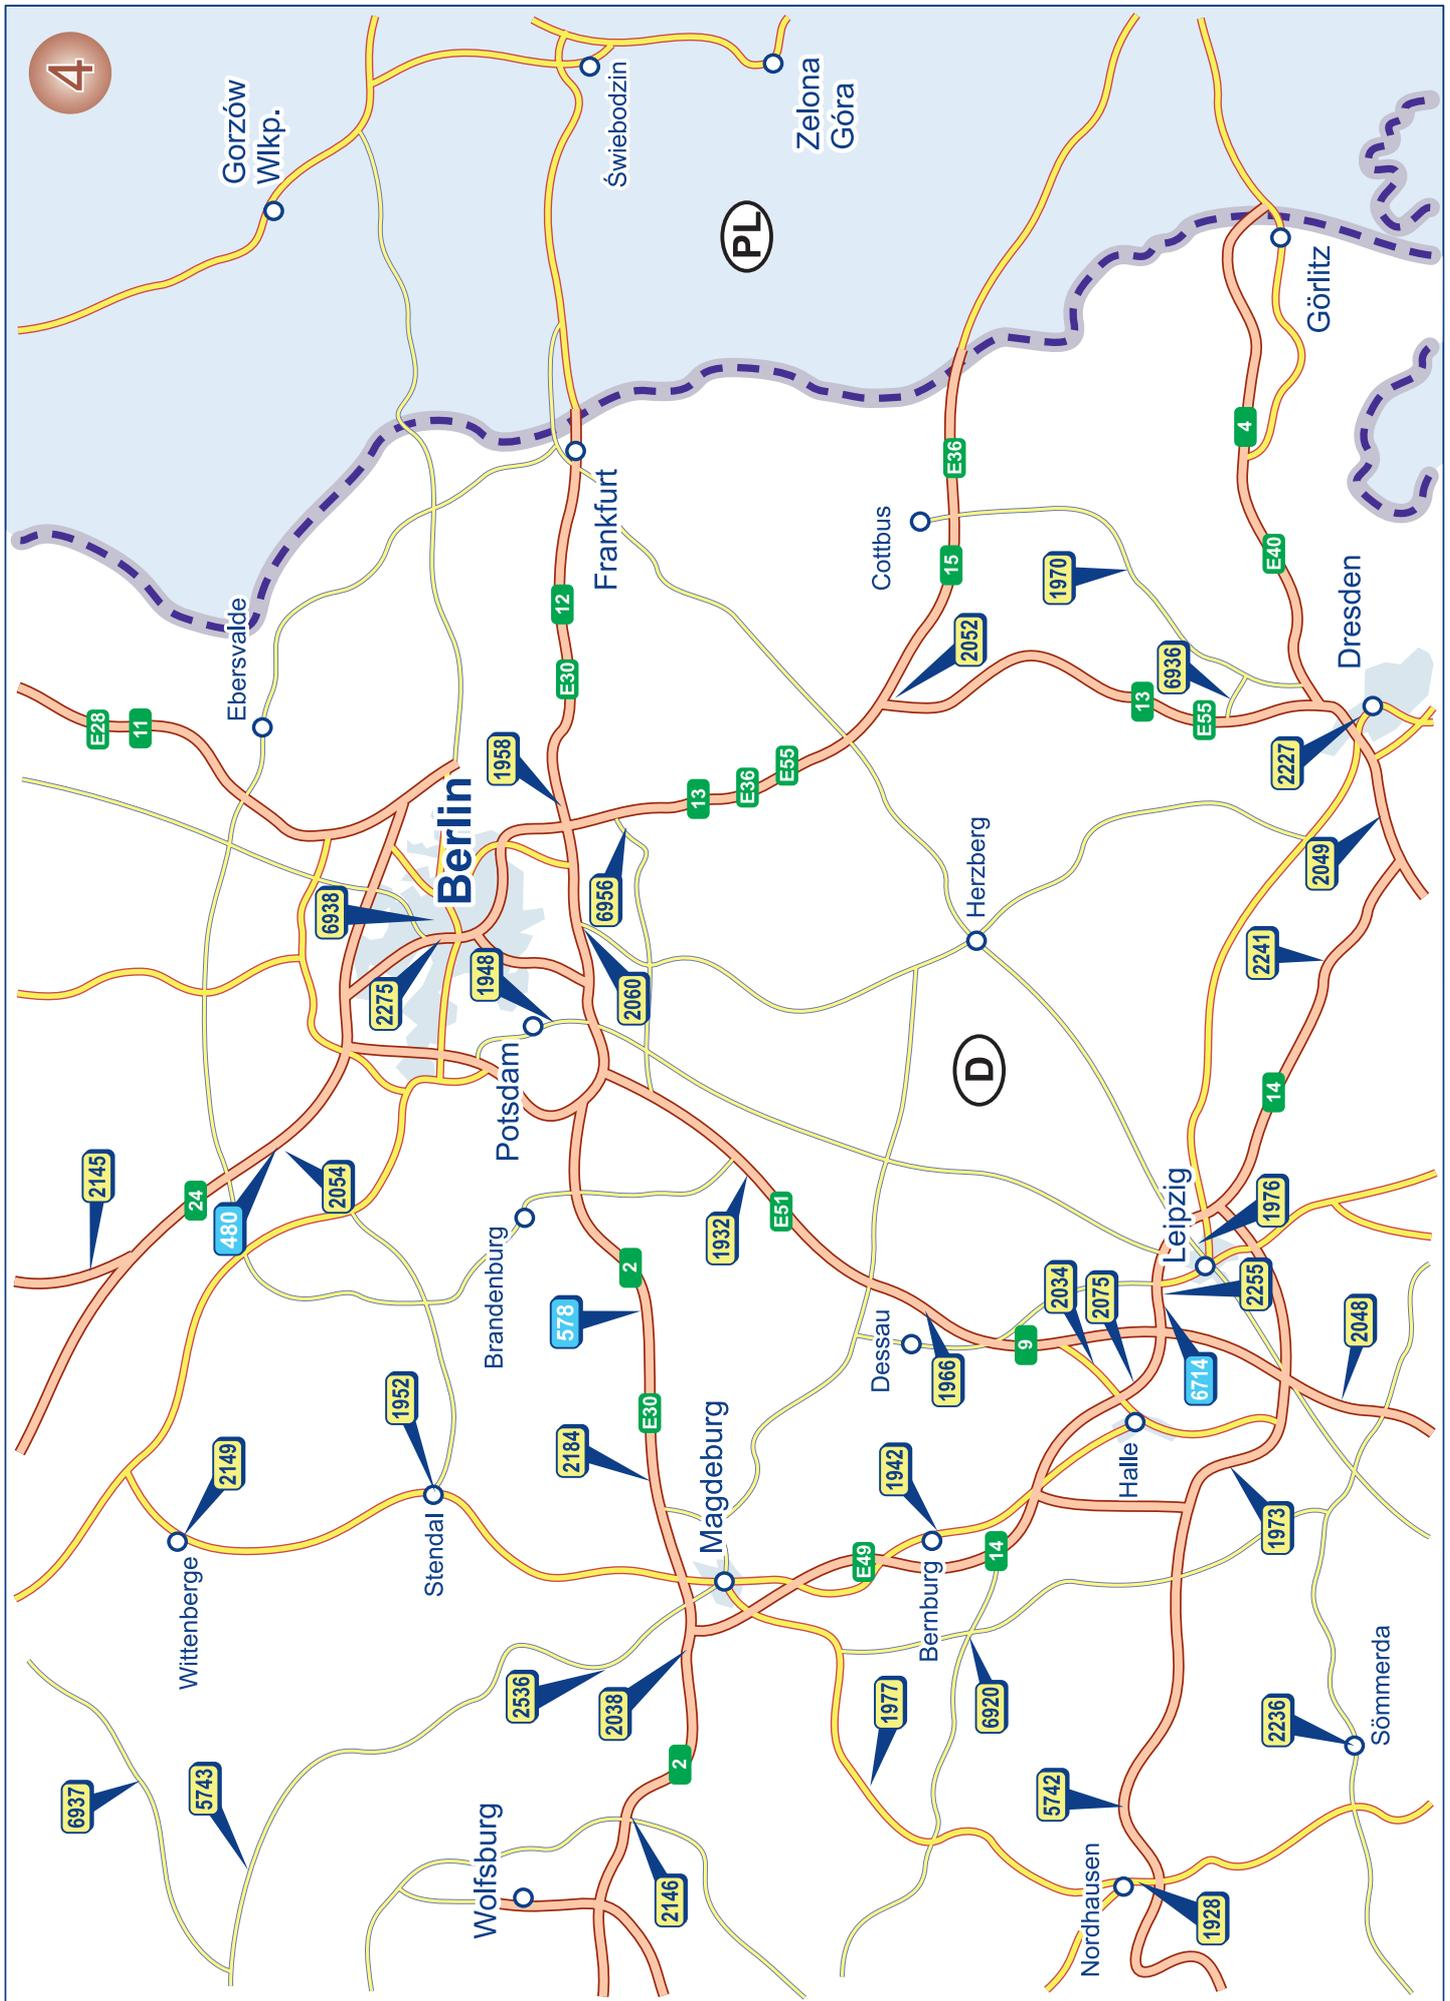 4
6937
2145
E28
11
Wittenberge
5743
2149
24
480
Ebersvalde
Gorzów
Wlkp.
2054
6938
2275
1952
Stendal
Berlin
Wolfsburg
1948
1958
Brandenburg
Potsdam
2536
2184
578
E30
12
Frankfurt
Świebodzin
2038
2146
2
E30
2
2060
6956
2
Magdeburg
1932
13
E36
E55
PL
Zelona
Góra
E51
E49
1977
1942
Dessau
Cottbus
Bernburg
1966
E36
15
2052
6920
14
Herzberg
D
9
5742
2034
2075
1970
Nordhausen
Halle
13
6936
Leipzig
6714
E55
1928
1973
2236
2255
1976
14
2241
2227
E40
4
Görlitz
2049
2048
Dresden
Sömmerda